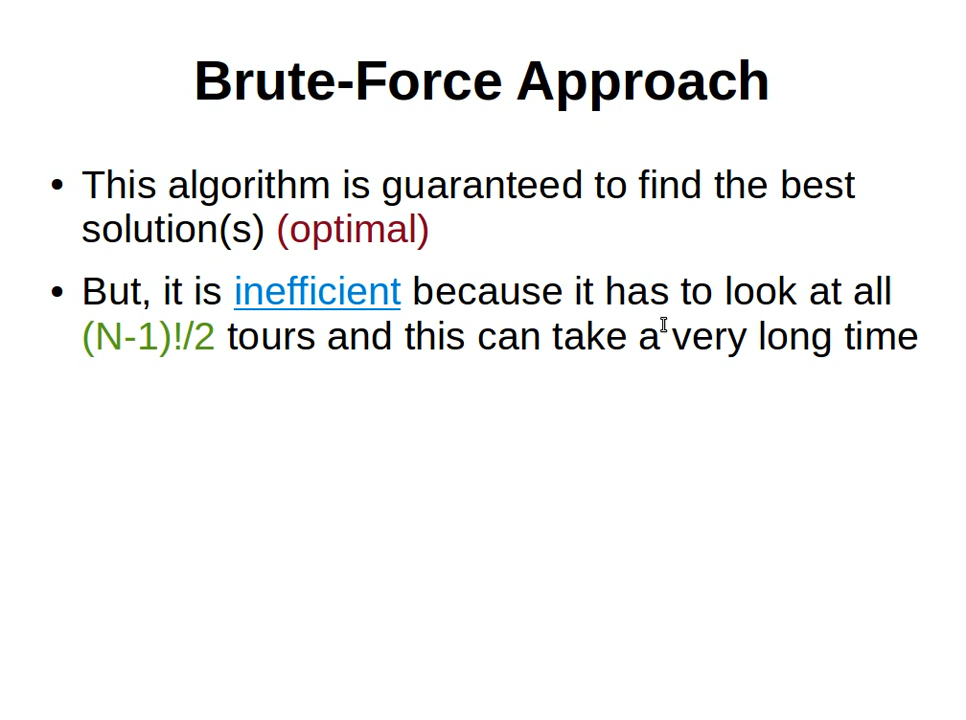 Brute-Force Approach
• This algorithm is guaranteed to find the best
solution(s) (optimal)
• But, it is inefficient because it has to look at all
(N-1)!/2 tours and this can take a very long time